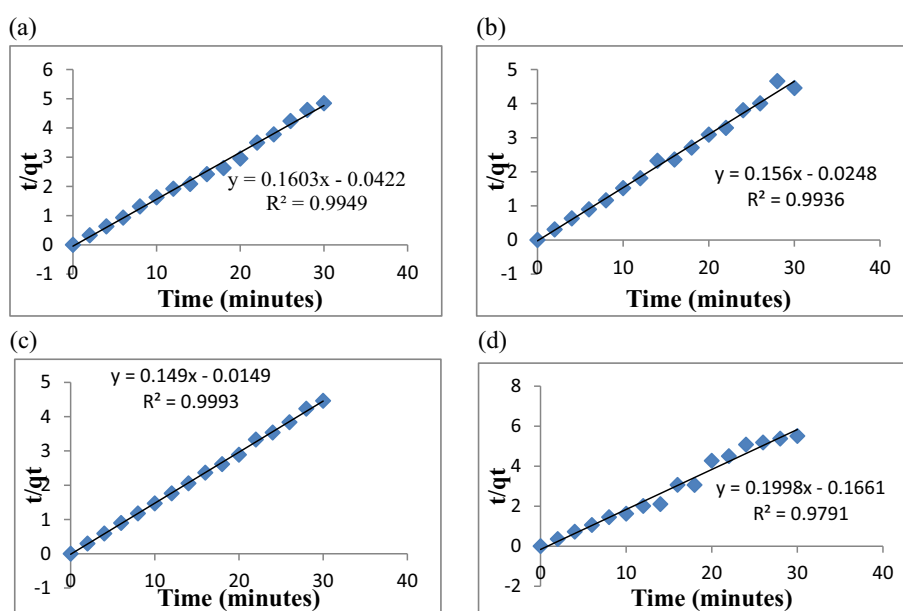 (a)
6
5
4
3
2
1
0
-1
t/qt
y = 0.1603x - 0.0422
R² = 0.9949
0 10 20 30 40
Time (minutes)
(b)
5
4
3
2
1
0
-1
t/qt
y = 0.156x - 0.0248
R² = 0.9936
0 10 20 30 40
Time (minutes)
(c)
5
4
3
2
1
0
-1
t/qt
y = 0.149x - 0.0149
R² = 0.9993
0 10 20 30 40
Time (minutes)
(d)
8
6
4
2
0
-2
t/qt
y = 0.1998x - 0.1661
R² = 0.9791
0 10 20 30 40
Time (minutes)